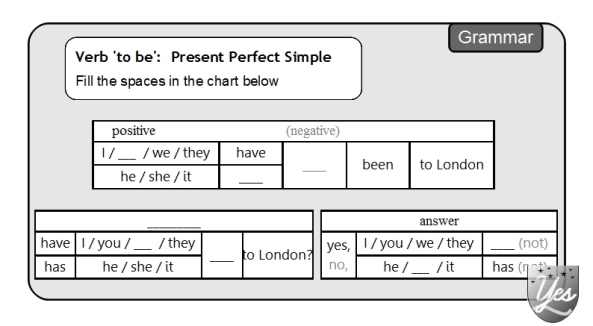 Grammar
Verb 'to be': Present Perfect Simple
Fill the spaces in the chart below
positive (negative)
I / ___ / we / they have ___ been to London
he / she / it ___
________
have I / you / ___ / they ___ to London?
has he / she / it
answer
yes, I / you / we / they ___ (not)
no, he / ___ / it has (not)
Yes